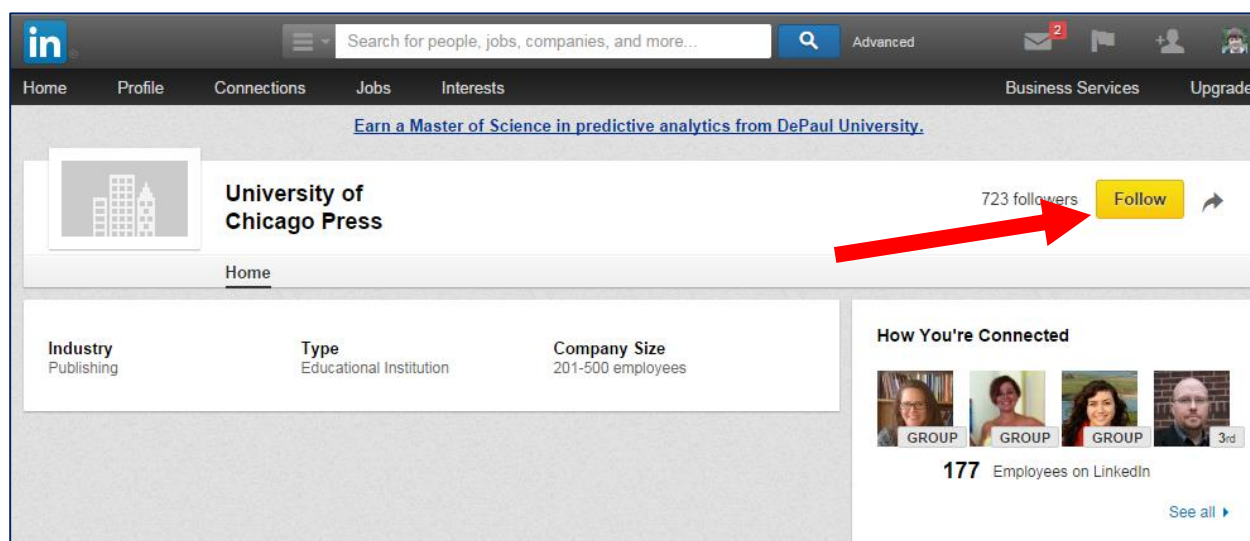 in
Search for people, jobs, companies, and more...
Advanced
2
Home Profile Connections Jobs Interests Business Services Upgrade
Earn a Master of Science in predictive analytics from DePaul University.
University of
Chicago Press
723 followers
Follow
Home
Industry
Publishing
Type
Educational Institution
Company Size
201-500 employees
How You're Connected
GROUP GROUP GROUP 3rd
177 Employees on LinkedIn
See all